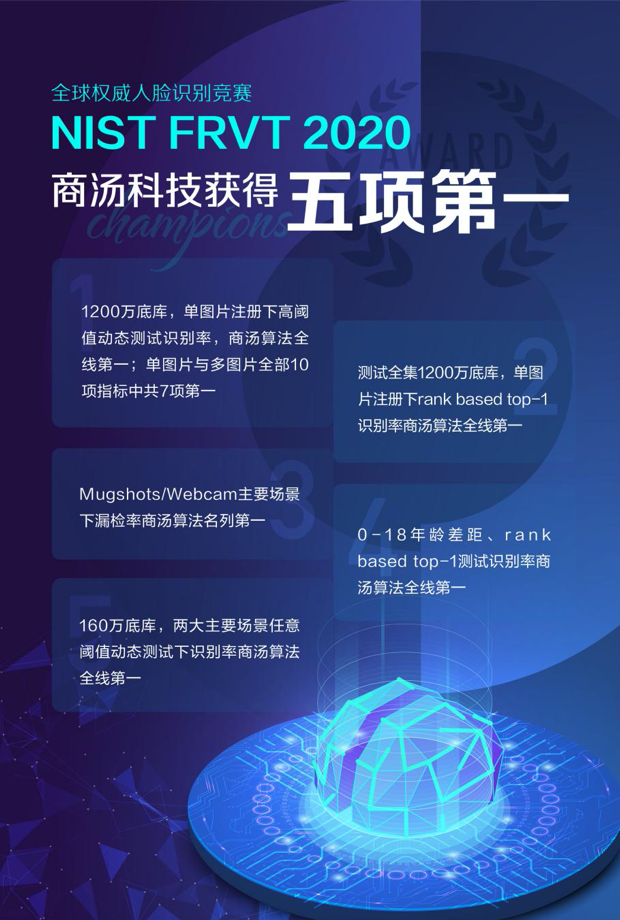 全球权威人脸识别竞赛
NIST FRVT 2020
AWARD
商汤科技获得 五项第一
champions
1
1200万底库，单图片注册下高阈
值动态测试识别率，商汤算法全
线第一；单图片与多图片全部10
项指标中共7项第一
2
测试全集1200万底库，单图
片注册下rank based top-1
识别率商汤算法全线第一
3
Mugshots/Webcam主要场景
下漏检率商汤算法名列第一
4
0-18年龄差距、rank
based top-1测试识别率商
汤算法全线第一
5
160万底库，两大主要场景任意
阈值动态测试下识别率商汤算法
全线第一